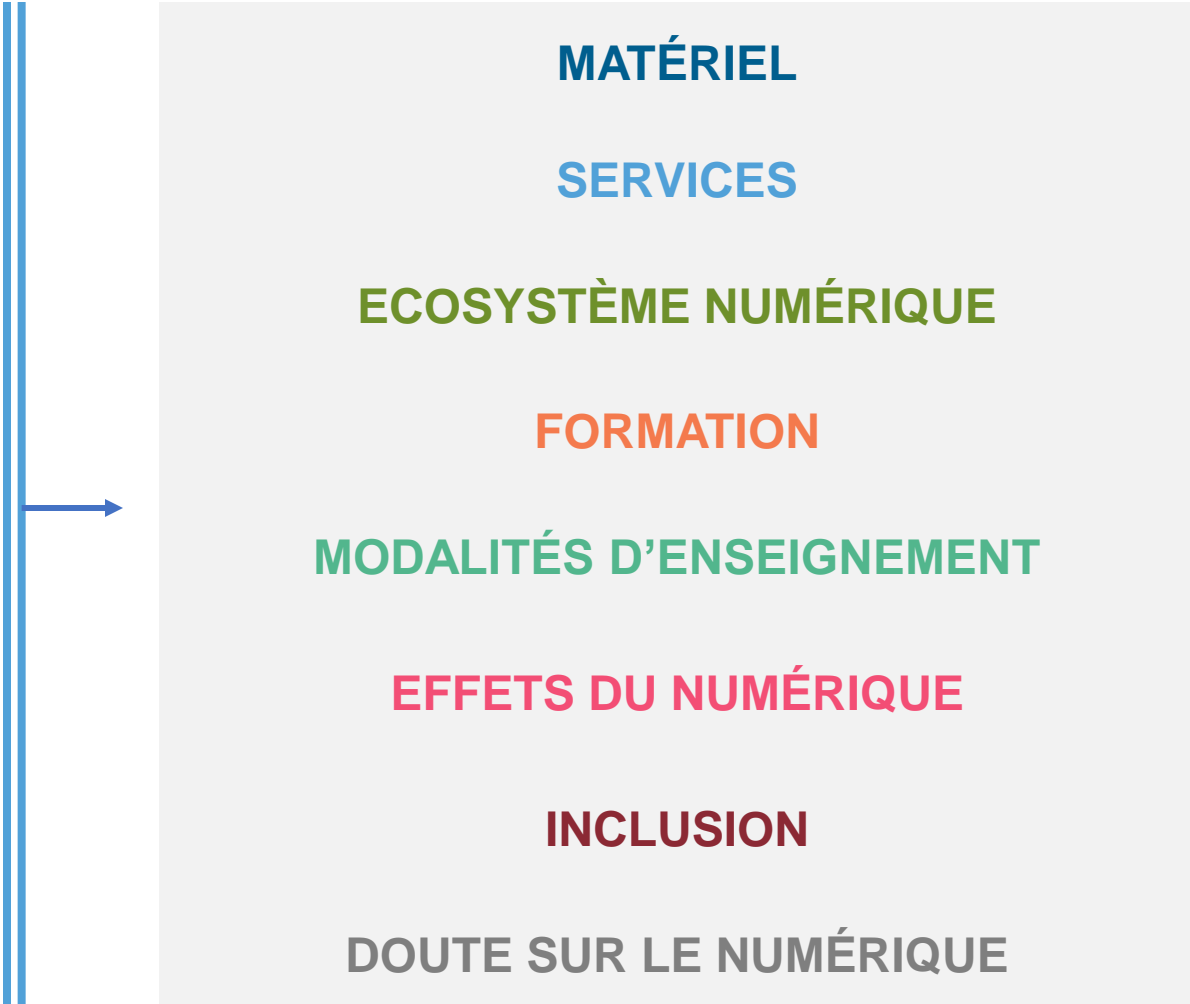 MATÉRIEL
SERVICES
ECOSYSTÈME NUMÉRIQUE
FORMATION
MODALITÉS D’ENSEIGNEMENT
EFFETS DU NUMÉRIQUE
INCLUSION
DOUTE SUR LE NUMÉRIQUE